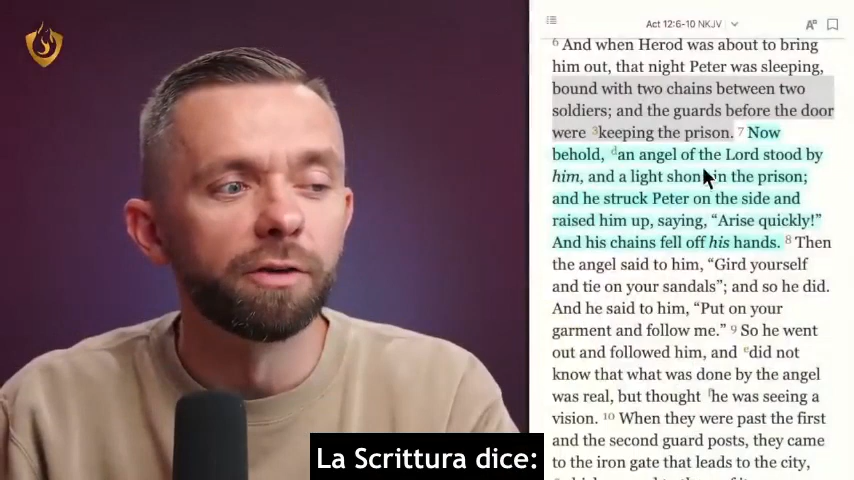 Act 12:6-10 NKJV
6 And when Herod was about to bring
him out, that night Peter was sleeping,
bound with two chains between two
soldiers; and the guards before the door
were 3keeping the prison. 7 Now
behold, dan angel of the Lord stood by
him, and a light shone in the prison;
and he struck Peter on the side and
raised him up, saying, “Arise quickly!”
And his chains fell off his hands. 8 Then
the angel said to him, “Gird yourself
and tie on your sandals”; and so he did.
And he said to him, “Put on your
garment and follow me.” 9 So he went
out and followed him, and edid not
know that what was done by the angel
was real, but thought fhe was seeing a
vision. 10 When they were past the first
and the second guard posts, they came
to the iron gate that leads to the city,
La Scrittura dice: